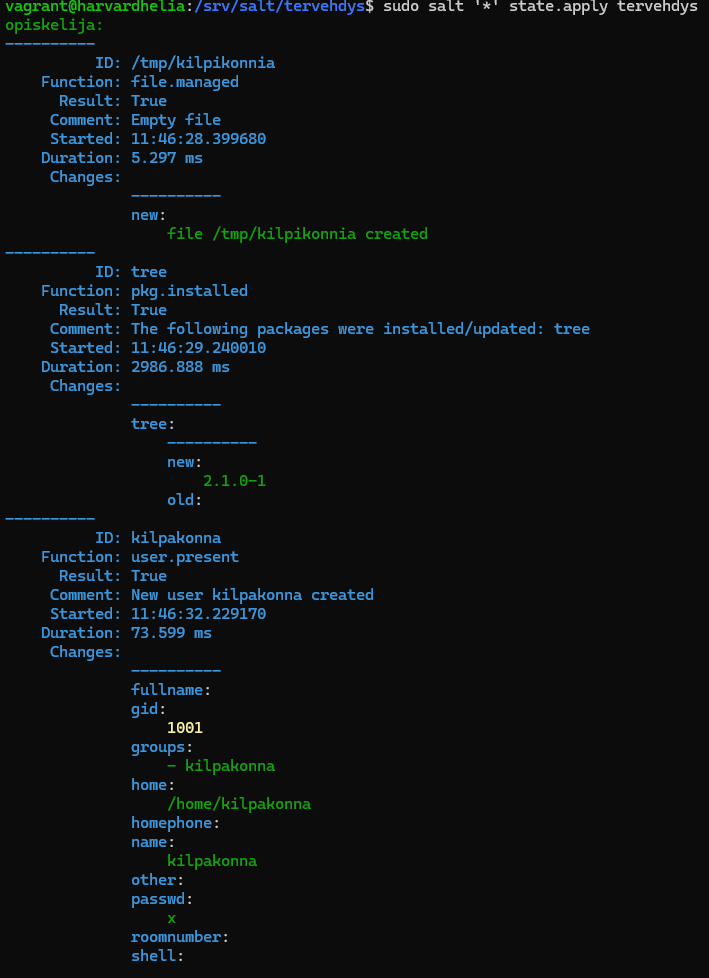 vagrant@harvardhelia:/srv/salt/tervehdys$ sudo salt '*' state.apply tervehdys
opiskelija:
----------
          ID: /tmp/kilpikonnia
    Function: file.managed
      Result: True
     Comment: Empty file
     Started: 11:46:28.399680
    Duration: 5.297 ms
     Changes:
              ----------
              new:
                  file /tmp/kilpikonnia created
----------
          ID: tree
    Function: pkg.installed
      Result: True
     Comment: The following packages were installed/updated: tree
     Started: 11:46:29.240010
    Duration: 2986.888 ms
     Changes:
              ----------
              tree:
                  ----------
                  new:
                      2.1.0-1
                  old:
----------
          ID: kilpakonna
    Function: user.present
      Result: True
     Comment: New user kilpakonna created
     Started: 11:46:32.229170
    Duration: 73.599 ms
     Changes:
              ----------
              fullname:
              gid:
                  1001
              groups:
                  - kilpakonna
              home:
                  /home/kilpakonna
              homephone:
              name:
                  kilpakonna
              other:
              passwd:
                  x
              roomnumber:
              shell: